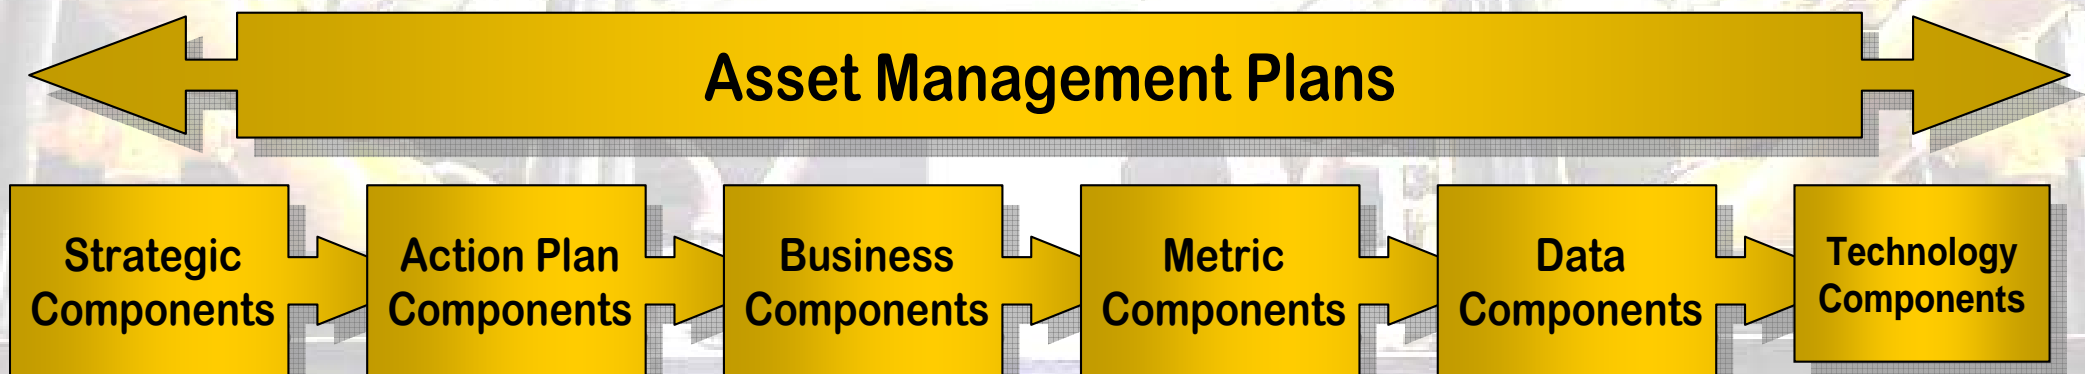 Asset Management Plans
Strategic
Components
Action Plan
Components
Business
Components
Metric
Components
Data
Components
Technology
Components